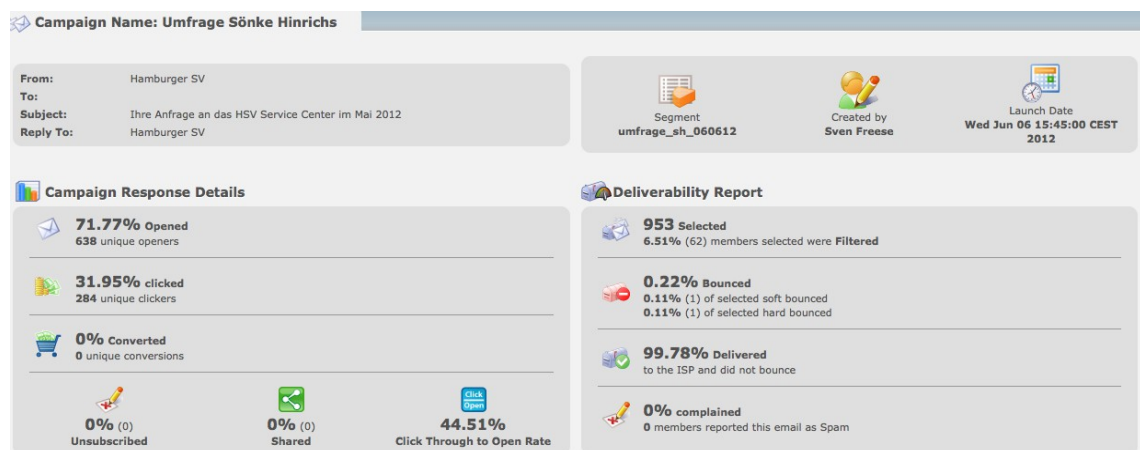 Campaign Name: Umfrage Sönke Hinrichs
From: Hamburger SV
To:
Subject: Ihre Anfrage an das HSV Service Center im Mai 2012
Reply To: Hamburger SV
Segment
umfrage_sh_060612
Created by
Sven Freese
Launch Date
Wed Jun 06 15:45:00 CEST
2012
Campaign Response Details
71.77% Opened
638 unique openers
31.95% clicked
284 unique clickers
0% Converted
0 unique conversions
0% (0)
Unsubscribed
0% (0)
Shared
Click
Open
44.51%
Click Through to Open Rate
Deliverability Report
953 Selected
6.51% (62) members selected were Filtered
0.22% Bounced
0.11% (1) of selected soft bounced
0.11% (1) of selected hard bounced
99.78% Delivered
to the ISP and did not bounce
0% complained
0 members reported this email as Spam